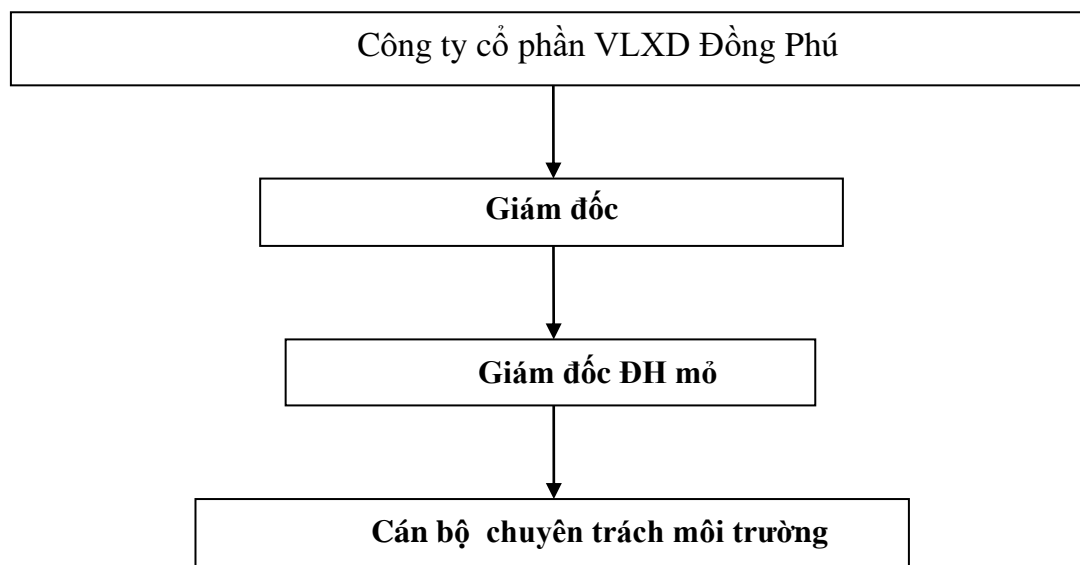 Công ty cổ phần VLXD Đồng Phú
Giám đốc
Giám đốc ĐH mỏ
Cán bộ chuyên trách môi trường